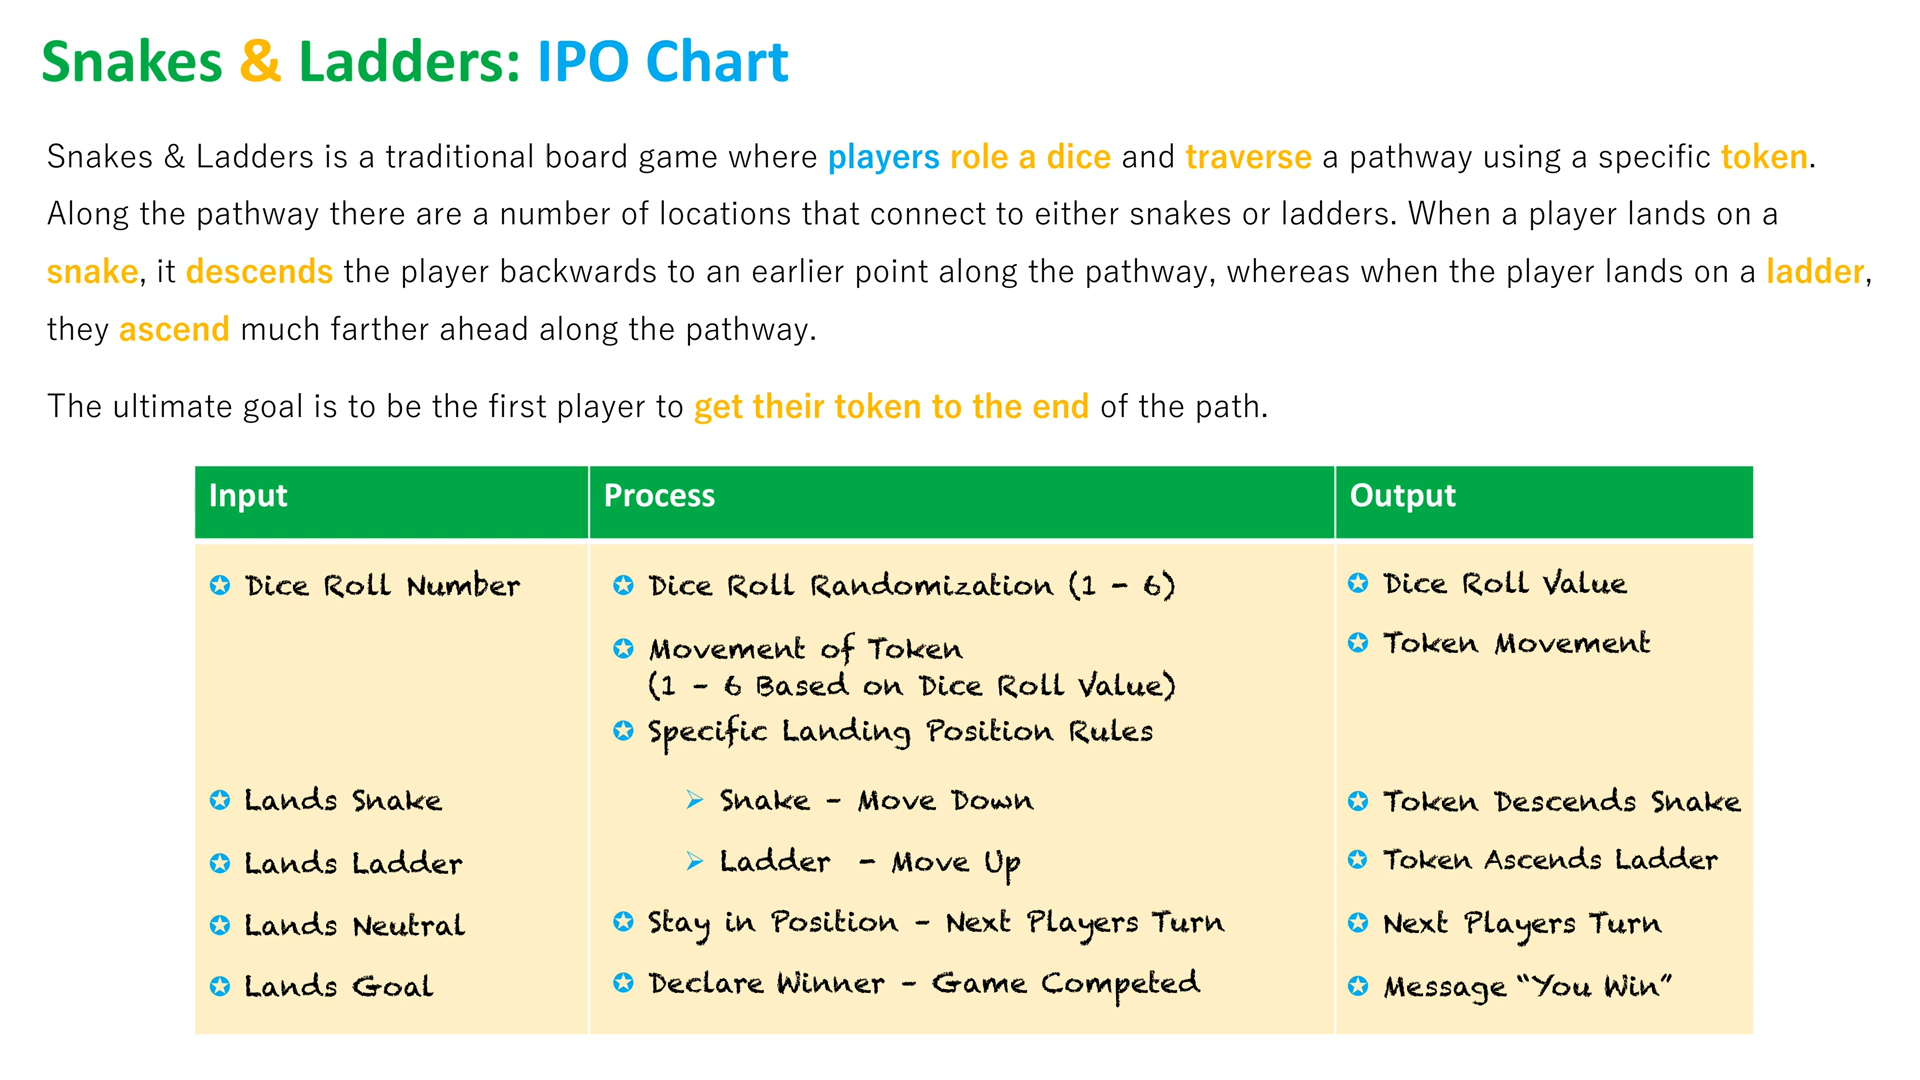 Snakes & Ladders: IPO Chart
Snakes & Ladders is a traditional board game where players role a dice and traverse a pathway using a specific token.
Along the pathway there are a number of locations that connect to either snakes or ladders. When a player lands on a
snake, it descends the player backwards to an earlier point along the pathway, whereas when the player lands on a ladder,
they ascend much farther ahead along the pathway.
The ultimate goal is to be the first player to get their token to the end of the path.
Input
Process
Output
Dice Roll Number
Dice Roll Randomization (1 - 6)
Dice Roll Value
Movement of Token
(1 - 6 Based on Dice Roll Value)
Token Movement
Specific Landing Position Rules
Lands Snake
Snake - Move Down
Token Descends Snake
Lands Ladder
Ladder - Move Up
Token Ascends Ladder
Lands Neutral
Stay in Position - Next Players Turn
Next Players Turn
Lands Goal
Declare Winner - Game Competed
Message “You Win”